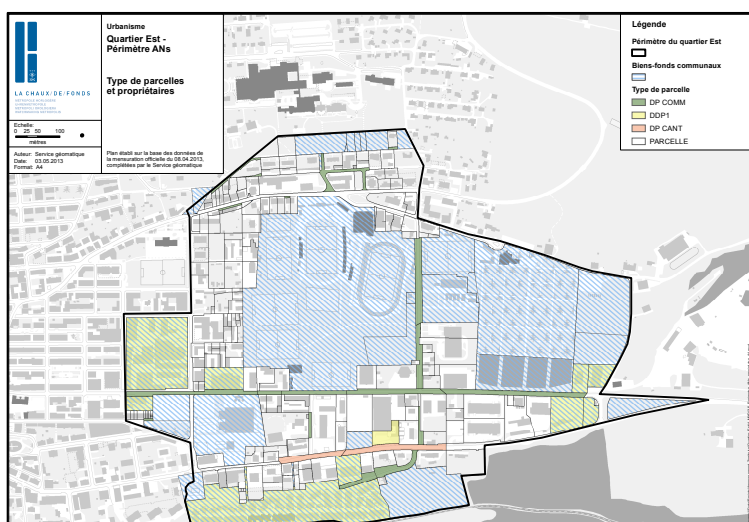 Urbanisme
Quartier Est -
Périmètre ANs
Type de parcelles
et propriétaires
LA CHAUX-DE-FONDS
Echelle:
0 25 50 100
mètres
Auteur: Service géomatique
Date: 03.05.2013
Format: A4
Plan établi sur la base des données de
la mensuration officielle du 08.04.2013,
complétées par le Service géomatique
Légende
Périmètre du quartier Est
Biens-fonds communaux
Type de parcelle
DP COMM
DDP1
DP CANT
PARCELLE